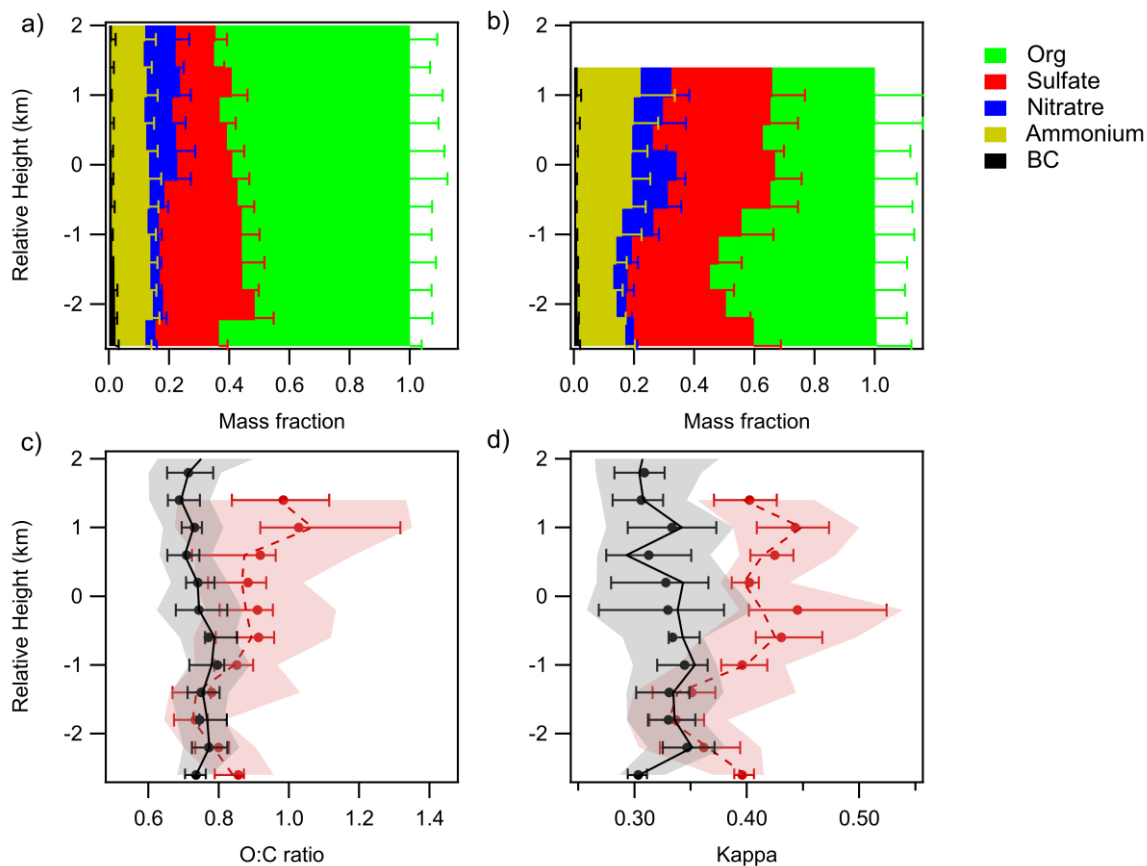 a)
b)
2
1
0
-1
-2
Relative Height (km)
0.0 0.2 0.4 0.6 0.8 1.0
Mass fraction
2
1
0
-1
-2
Relative Height (km)
0.0 0.2 0.4 0.6 0.8 1.0
Mass fraction
Org
Sulfate
Nitratre
Ammonium
BC
c)
d)
2
1
0
-1
-2
Relative Height (km)
0.6 0.8 1.0 1.2 1.4
O:C ratio
2
1
0
-1
-2
0.30 0.40 0.50
Kappa